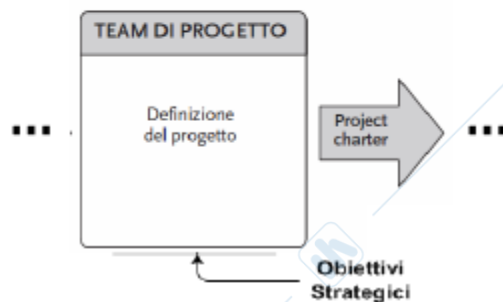 TEAM DI PROGETTO
Definizione
del progetto
Project
charter
Obiettivi
Strategici